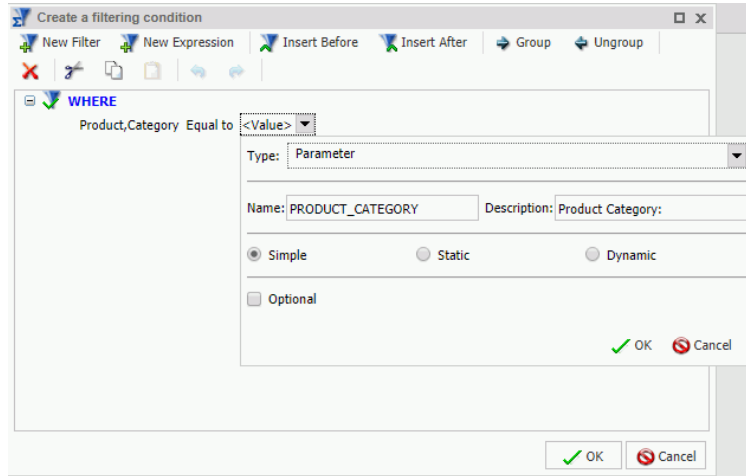 Create a filtering condition
New Filter New Expression Insert Before Insert After Group Ungroup
WHERE
Product,Category Equal to <Value>
Type: Parameter
Name: PRODUCT_CATEGORY Description: Product Category:
Simple Static Dynamic
Optional
OK Cancel
OK Cancel